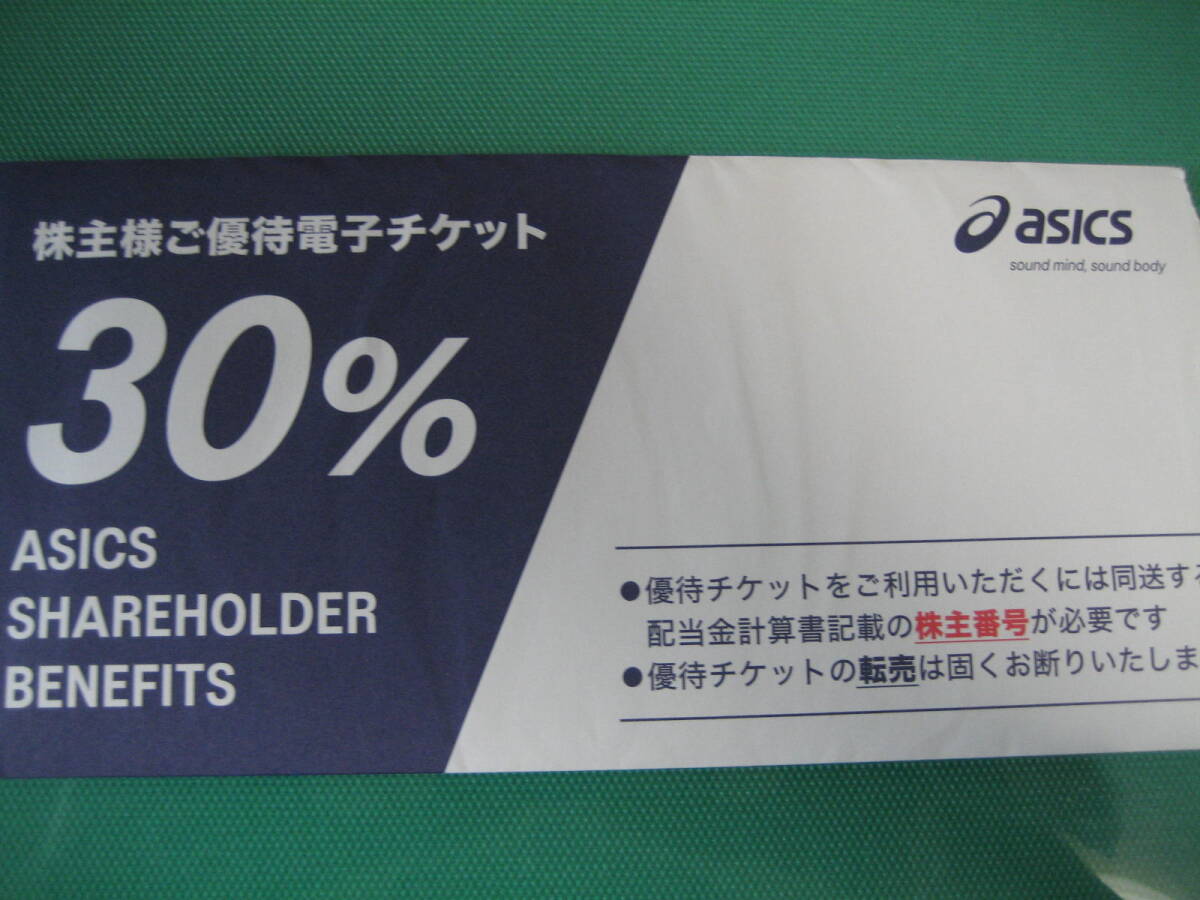 株主様ご優待電子チケット
30%
ASICS
SHAREHOLDER
BENEFITS
asics
sound mind, sound body
●優待チケットをご利用いただくには同送する
配当金計算書記載の株主番号が必要です
●優待チケットの転売は固くお断りいたしま